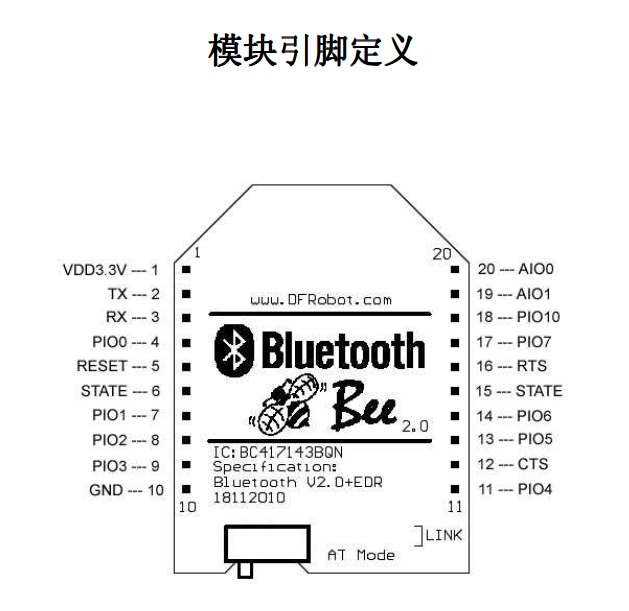 模块引脚定义
1
20
VDD3.3V --- 1
20 --- AIO0
TX --- 2
19 --- AIO1
www.DFRobot.com
RX --- 3
18 --- PIO10
PIO0 --- 4
17 --- PIO7
Bluetooth
RESET --- 5
16 --- RTS
STATE --- 6
15 --- STATE
Bee 2.0
PIO1 --- 7
14 --- PIO6
PIO2 --- 8
13 --- PIO5
IC:BC417143BQN
PIO3 --- 9
12 --- CTS
Specification:
Bluetooth V2.0+EDR
GND --- 10
11 --- PIO4
18112010
10
11
LINK
AT Mode